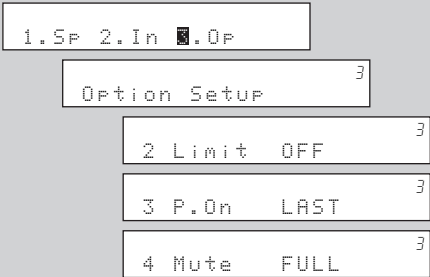 1.Sp 2.In 3.Op
3
Option Setup
3
2 Limit OFF
3
3 P.On LAST
3
4 Mute FULL